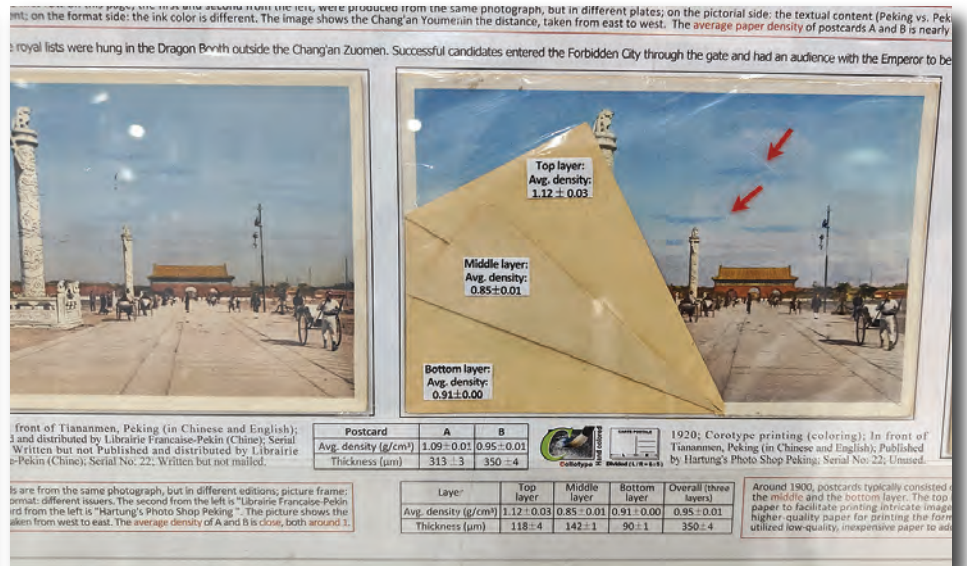 the first and second from the left, were produced from the same photograph, but in different plates; on the pictorial side: the textual content (Peking vs. Pek
nt; on the format side: the ink color is different. The image shows the Chang'an Youmenin the distance, taken from east to west. The average paper density of postcards A and B is nearly
royal lists were hung in the Dragon Booth outside the Chang'an Zuomen. Successful candidates entered the Forbidden City through the gate and had an audience with the Emperor to be
Top layer:
Avg. density:
1.12±0.03
Middle layer:
Avg. density:
0.85±0.01
Bottom layer:
Avg. density:
0.91±0.00
front of Tiananmen, Peking (in Chinese and English);
and distributed by Librairie Francaise-Pekin (Chine); Serial
Written but not Published and distributed by Librairie
e-Pekin (Chine); Serial No: 22; Written but not mailed.
Postcard A B
Avg. density (g/cm³) 1.09±0.01 0.95±0.01
Thickness (μm) 313±3 350±4
Collotype
Hand colored
CARTE POSTALE
1920; Corotype printing (coloring); In front of
Tiananmen, Peking (in Chinese and English); Published
by Hartung's Photo Shop Peking; Serial No: 22; Unused.
ls are from the same photograph, but in different editions; picture frame:
ormat: different issuers. The second from the left is "Librairie Francaise-Pekin
rd from the left is "Hartung's Photo Shop Peking ". The picture shows the
aken from west to east. The average density of A and B is close, both around 1.
Layer Top layer Middle layer Bottom layer Overall (three layers)
Avg. density (g/cm³) 1.12±0.03 0.85±0.01 0.91±0.00 0.95±0.01
Thickness (μm) 118±4 142±1 90±1 350±4
Around 1900, postcards typically consisted
the middle and the bottom layer. The top
paper to facilitate printing intricate image
higher-quality paper for printing the form
utilized low-quality, inexpensive paper to ad